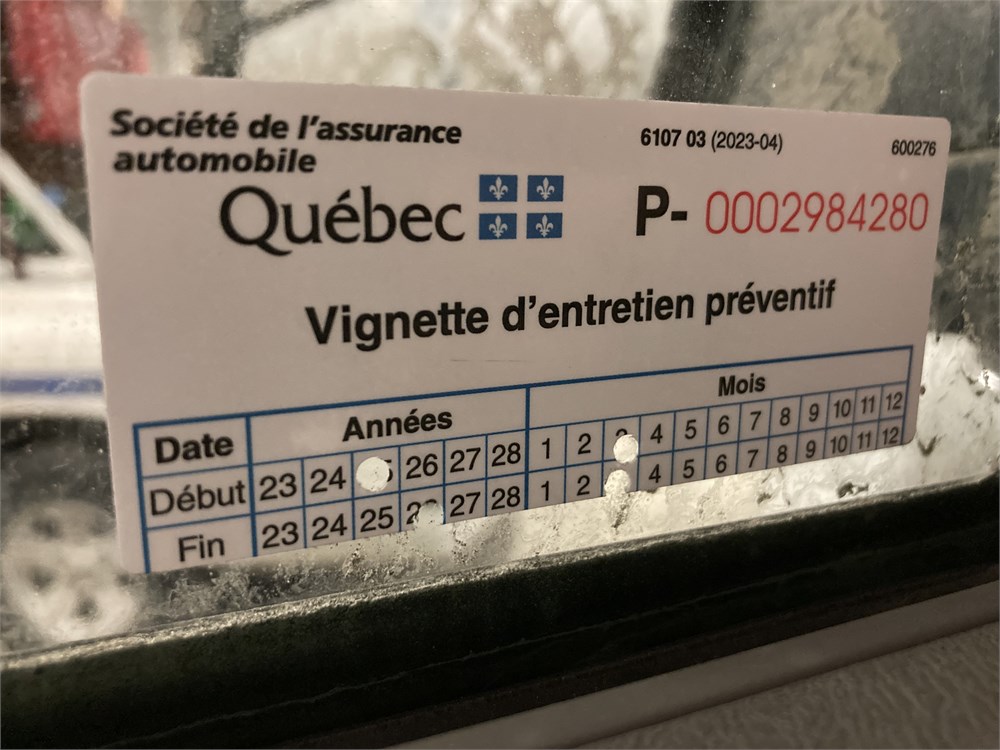 Société de l'assurance
automobile
Québec
6107 03 (2023-04)
600276
P- 0002984280
Vignette d'entretien préventif
Date Années Mois
Début 23 24 26 27 28 1 2 4 5 6 7 8 9 10 11 12
Fin 23 24 25 27 28 1 2 4 5 6 7 8 9 10 11 12